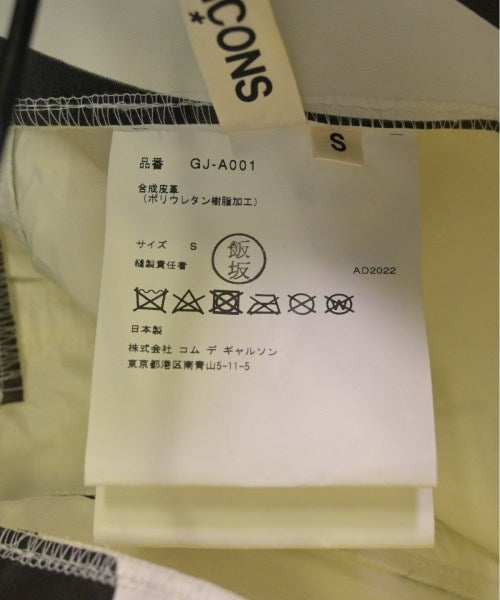 ICONS
*
S
品番 GJ-A001
合成皮革
(ポリウレタン樹脂加工)
サイズ S
縫製責任者 飯坂
AD2022
日本製
株式会社 コム デ ギャルソン
東京都港区南青山5-11-5